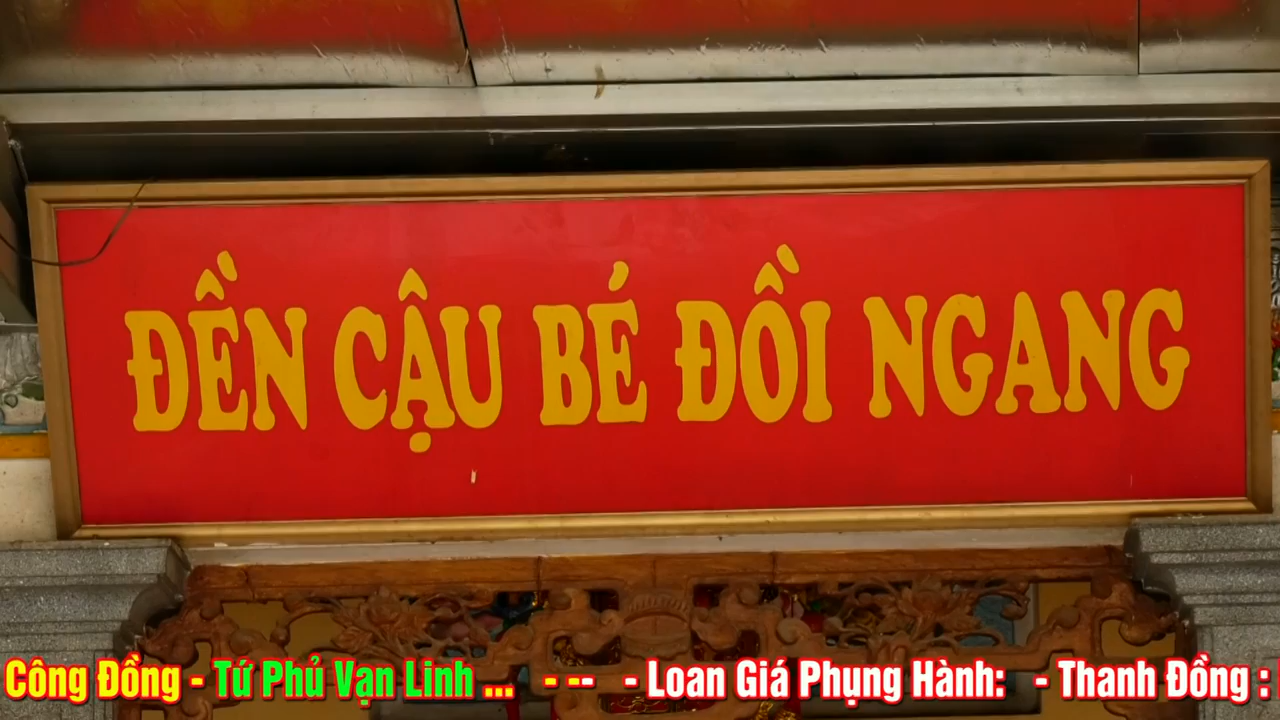 ĐỀN CẬU BÉ ĐỒI NGANG
Công Đồng - Tứ Phủ Vạn Linh ... - -- - Loan Giá Phụng Hành: - Thanh Đồng :